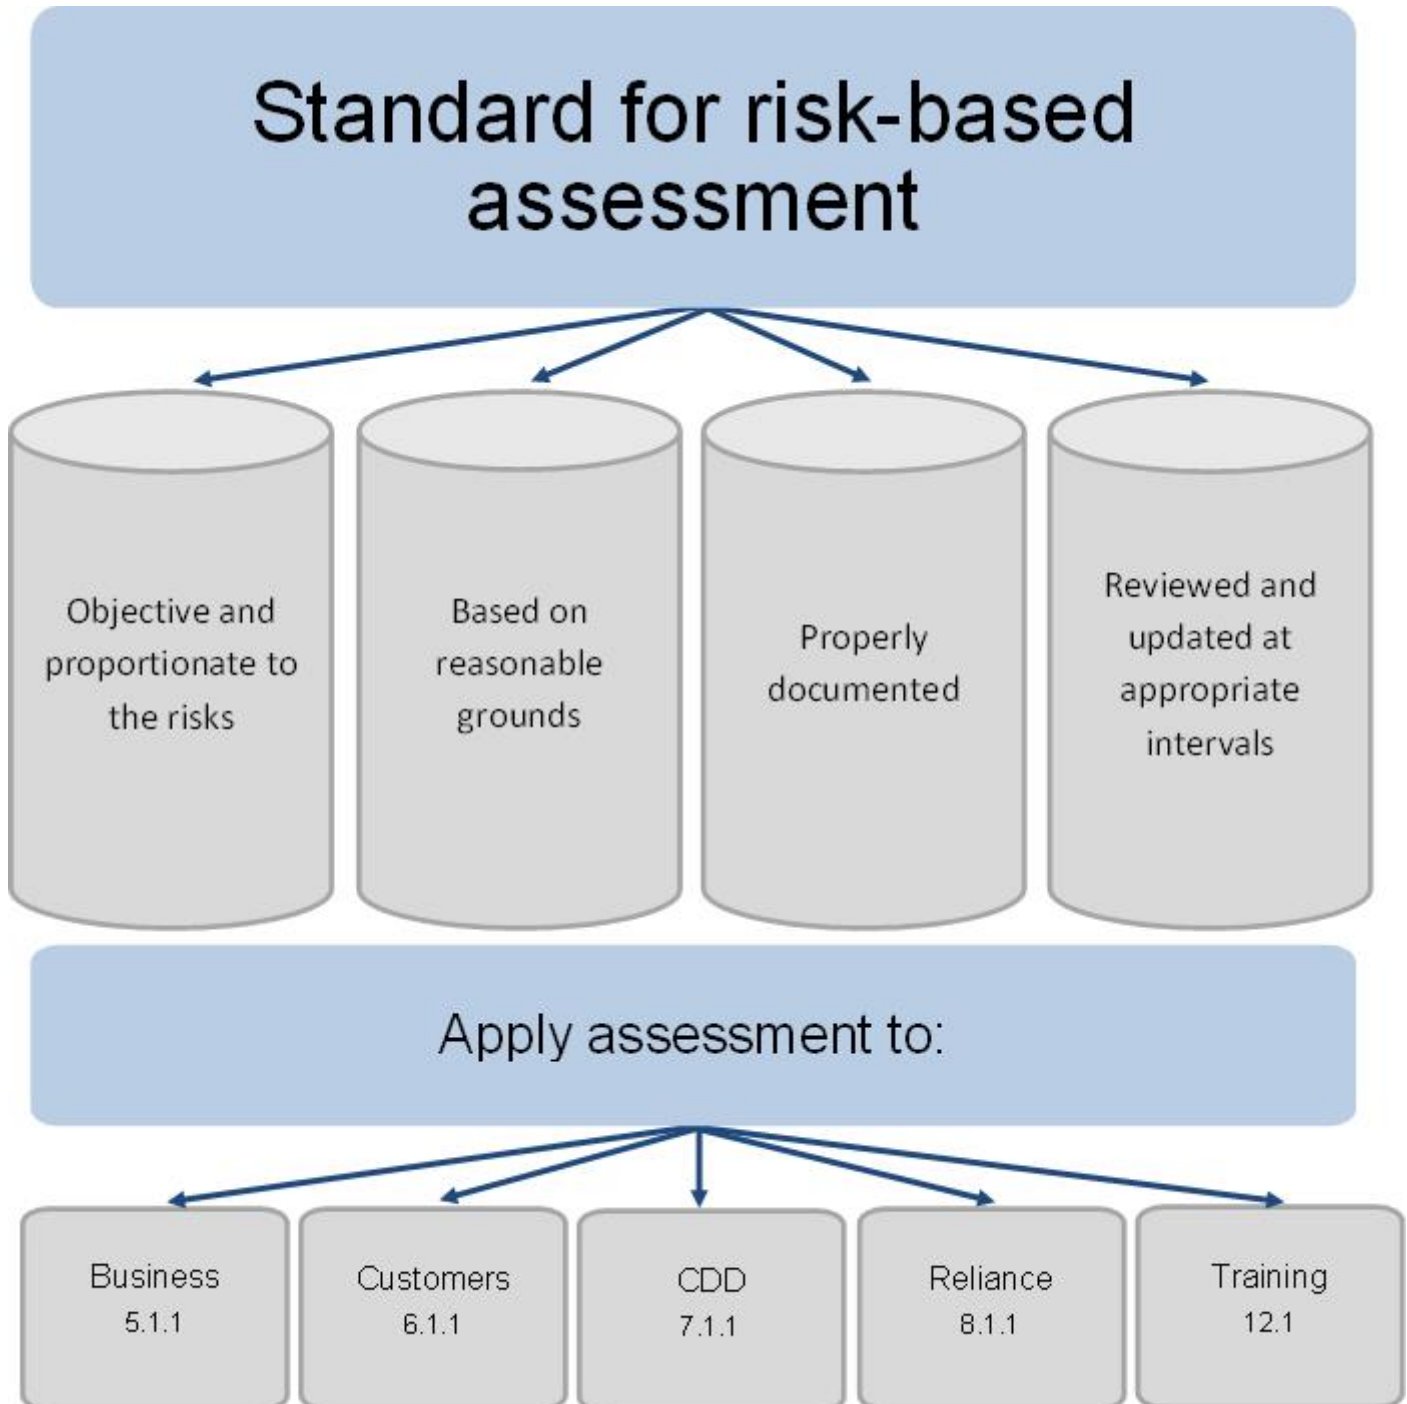 Standard for risk-based
assessment
Objective and
proportionate to
the risks
Based on
reasonable
grounds
Properly
documented
Reviewed and
updated at
appropriate
intervals
Apply assessment to:
Business
5.1.1
Customers
6.1.1
CDD
7.1.1
Reliance
8.1.1
Training
12.1